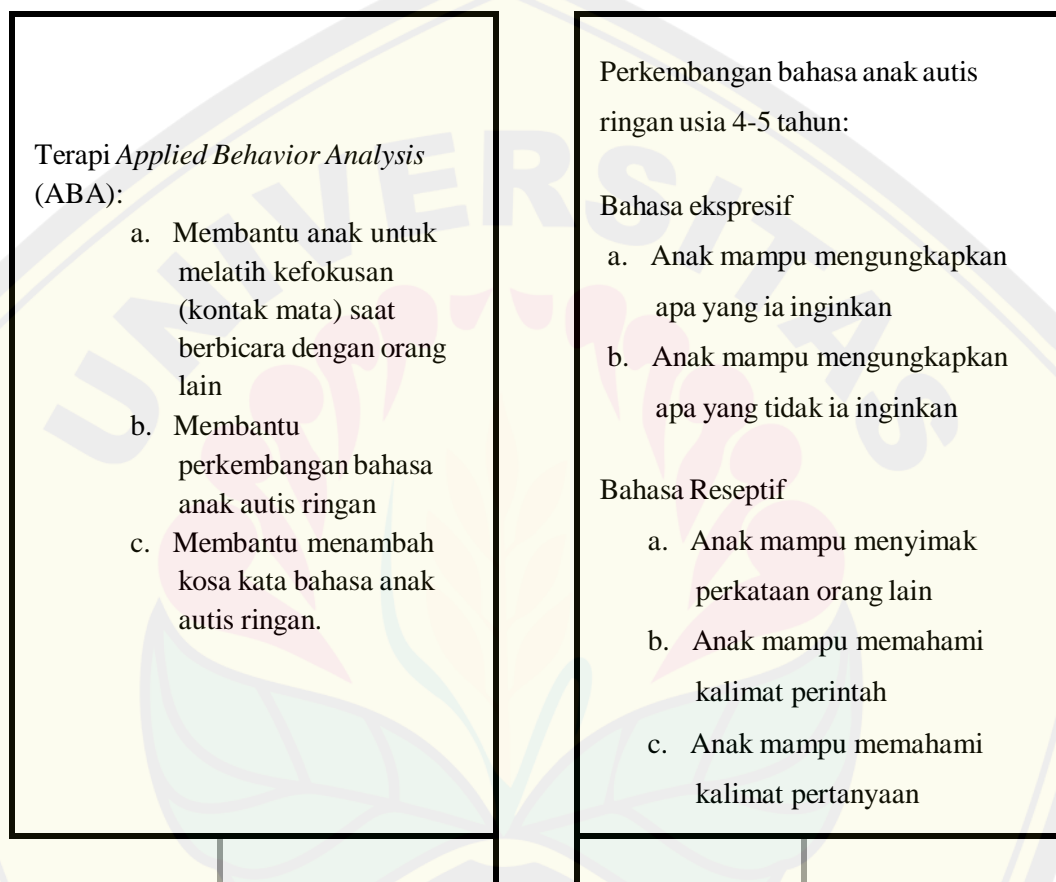 Terapi Applied Behavior Analysis
(ABA):
a. Membantu anak untuk
melatih kefokusan
(kontak mata) saat
berbicara dengan orang
lain
b. Membantu
perkembangan bahasa
anak autis ringan
c. Membantu menambah
kosa kata bahasa anak
autis ringan.
Perkembangan bahasa anak autis
ringan usia 4-5 tahun:
Bahasa ekspresif
a. Anak mampu mengungkapkan
apa yang ia inginkan
b. Anak mampu mengungkapkan
apa yang tidak ia inginkan
Bahasa Reseptif
a. Anak mampu menyimak
perkataan orang lain
b. Anak mampu memahami
kalimat perintah
c. Anak mampu memahami
kalimat pertanyaan
UNIVERSITAS